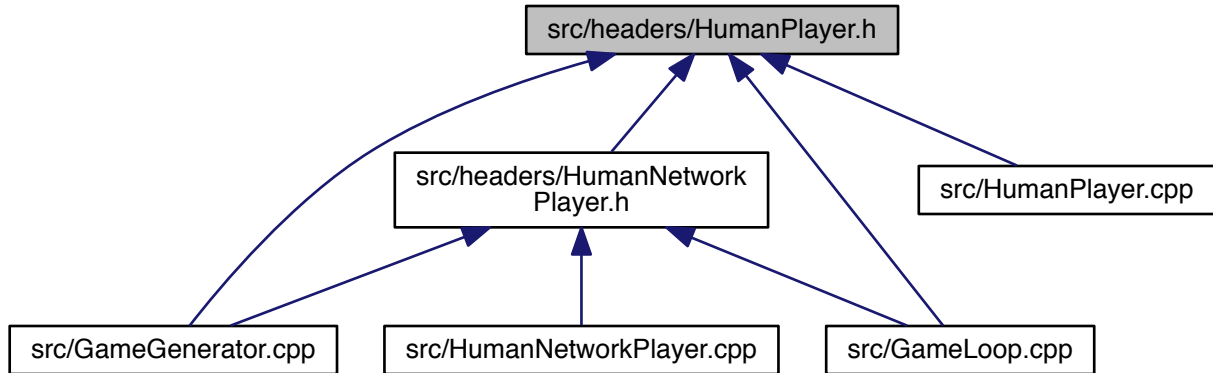 src/headers/HumanPlayer.h
src/headers/HumanNetwork
Player.h
src/HumanPlayer.cpp
src/GameGenerator.cpp
src/HumanNetworkPlayer.cpp
src/GameLoop.cpp